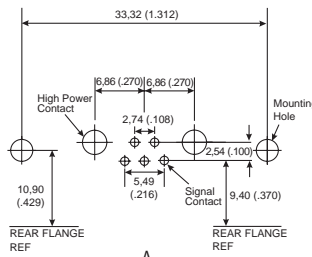 33,32 (1.312)
6,86 (.270)
6,86 (.270)
High Power
Contact
2,74 (.108)
Mounting
Hole
2,54 (.100)
10,90
(.429)
5,49
(.216)
Signal
Contact
9,40 (.370)
REAR FLANGE
REF
REAR FLANGE
REF
A